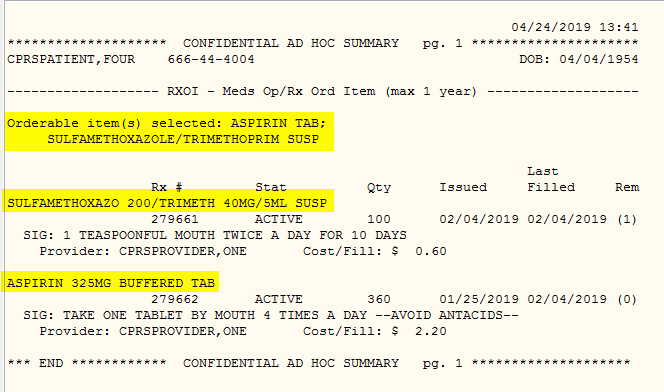 04/24/2019 13:41
******************** CONFIDENTIAL AD HOC SUMMARY pg. 1 *********************
CPRSPATIENT,FOUR 666-44-4004 DOB: 04/04/1954
------------------- RXOI - Meds Op/Rx Ord Item (max 1 year) -------------------
Orderable item(s) selected: ASPIRIN TAB;
SULFAMETHOXAZOLE/TRIMETHOPRIM SUSP
Last
Rx # Stat Qty Issued Filled Rem
SULFAMETHOXAZO 200/TRIMETH 40MG/5ML SUSP
279661 ACTIVE 100 02/04/2019 02/04/2019 (1)
SIG: 1 TEASPOONFUL MOUTH TWICE A DAY FOR 10 DAYS
Provider: CPRSPROVIDER,ONE Cost/Fill: $ 0.60
ASPIRIN 325MG BUFFERED TAB
279662 ACTIVE 360 01/25/2019 02/04/2019 (0)
SIG: TAKE ONE TABLET BY MOUTH 4 TIMES A DAY --AVOID ANTACIDS--
Provider: CPRSPROVIDER,ONE Cost/Fill: $ 2.20
*** END ************ CONFIDENTIAL AD HOC SUMMARY pg. 1 ********************